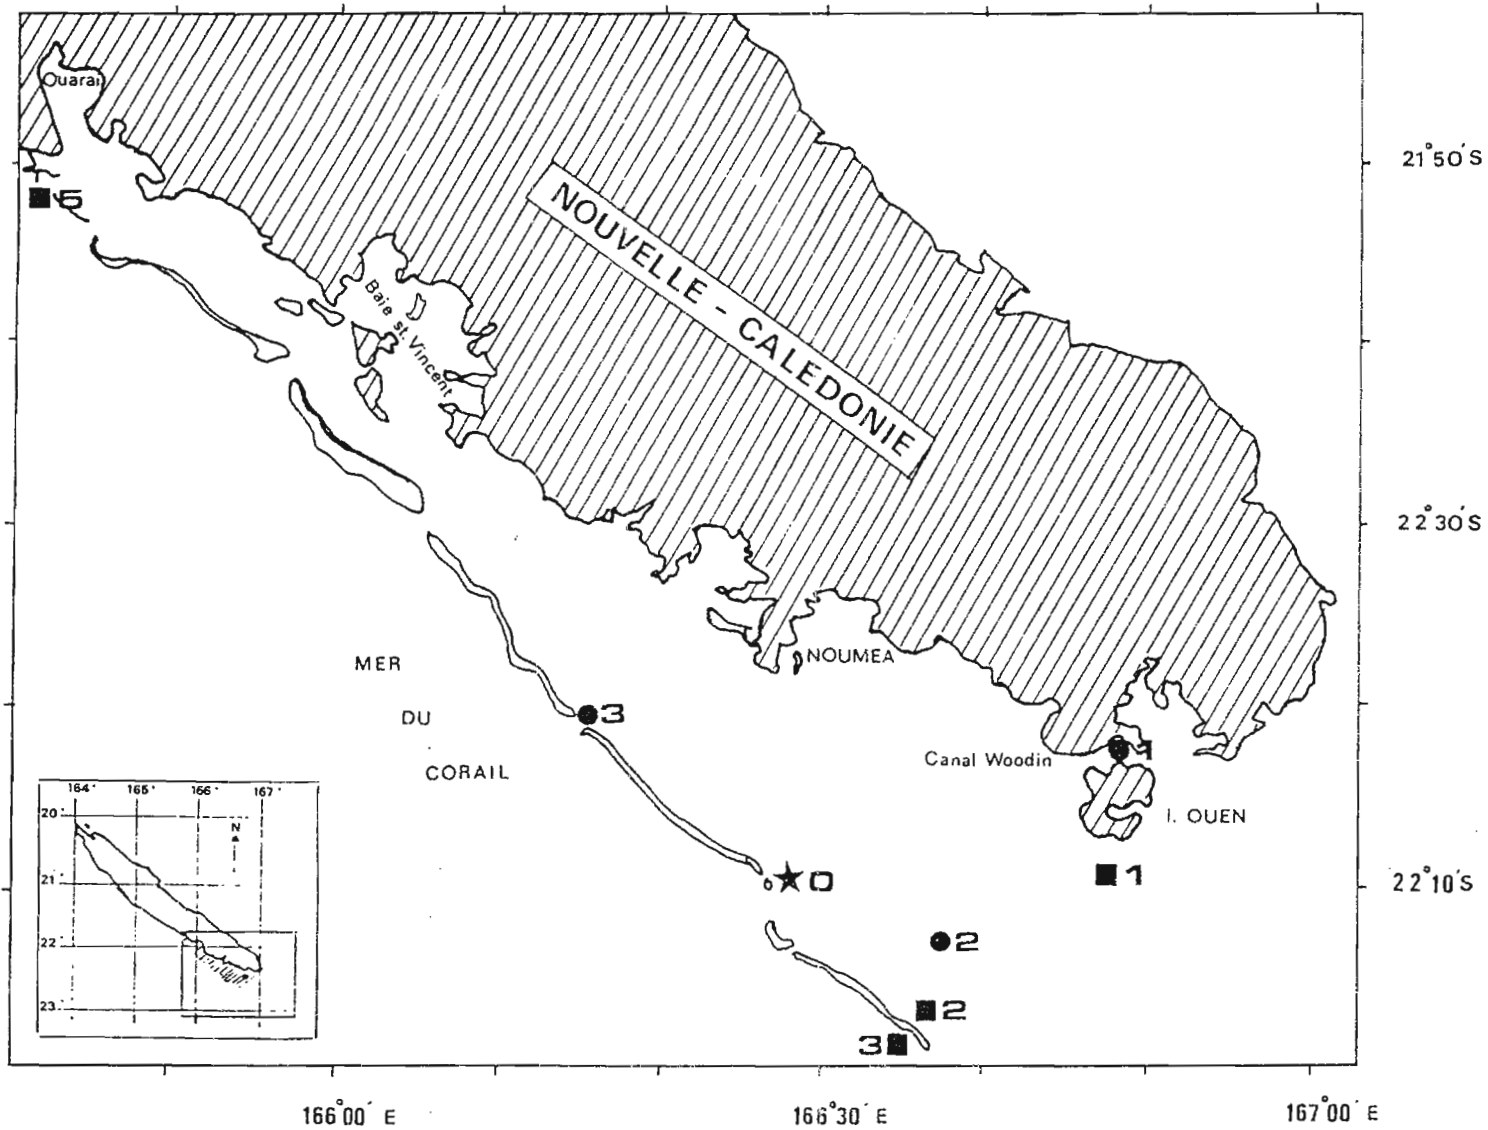 Ouarai
21°50'S
5
NOUVELLE - CALEDONIE
Baie st. Vincent
22°30'S
NOUMEA
MER
DU
CORAIL
3
Canal Woodin
1
I. OUEN
164° 165° 166° 167°
20°
N
21°
22°
23°
0
1
22°10'S
2
2
3
166°00' E
166°30' E
167°00' E